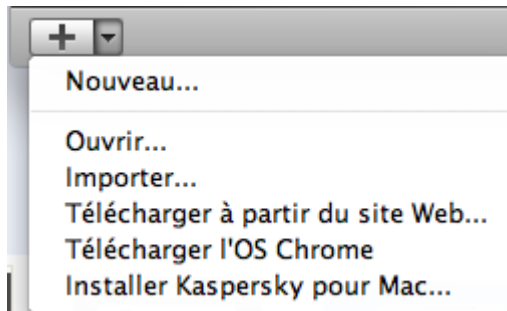 Nouveau...
Ouvrir...
Importer...
Télécharger à partir du site Web...
Télécharger l'OS Chrome
Installer Kaspersky pour Mac...